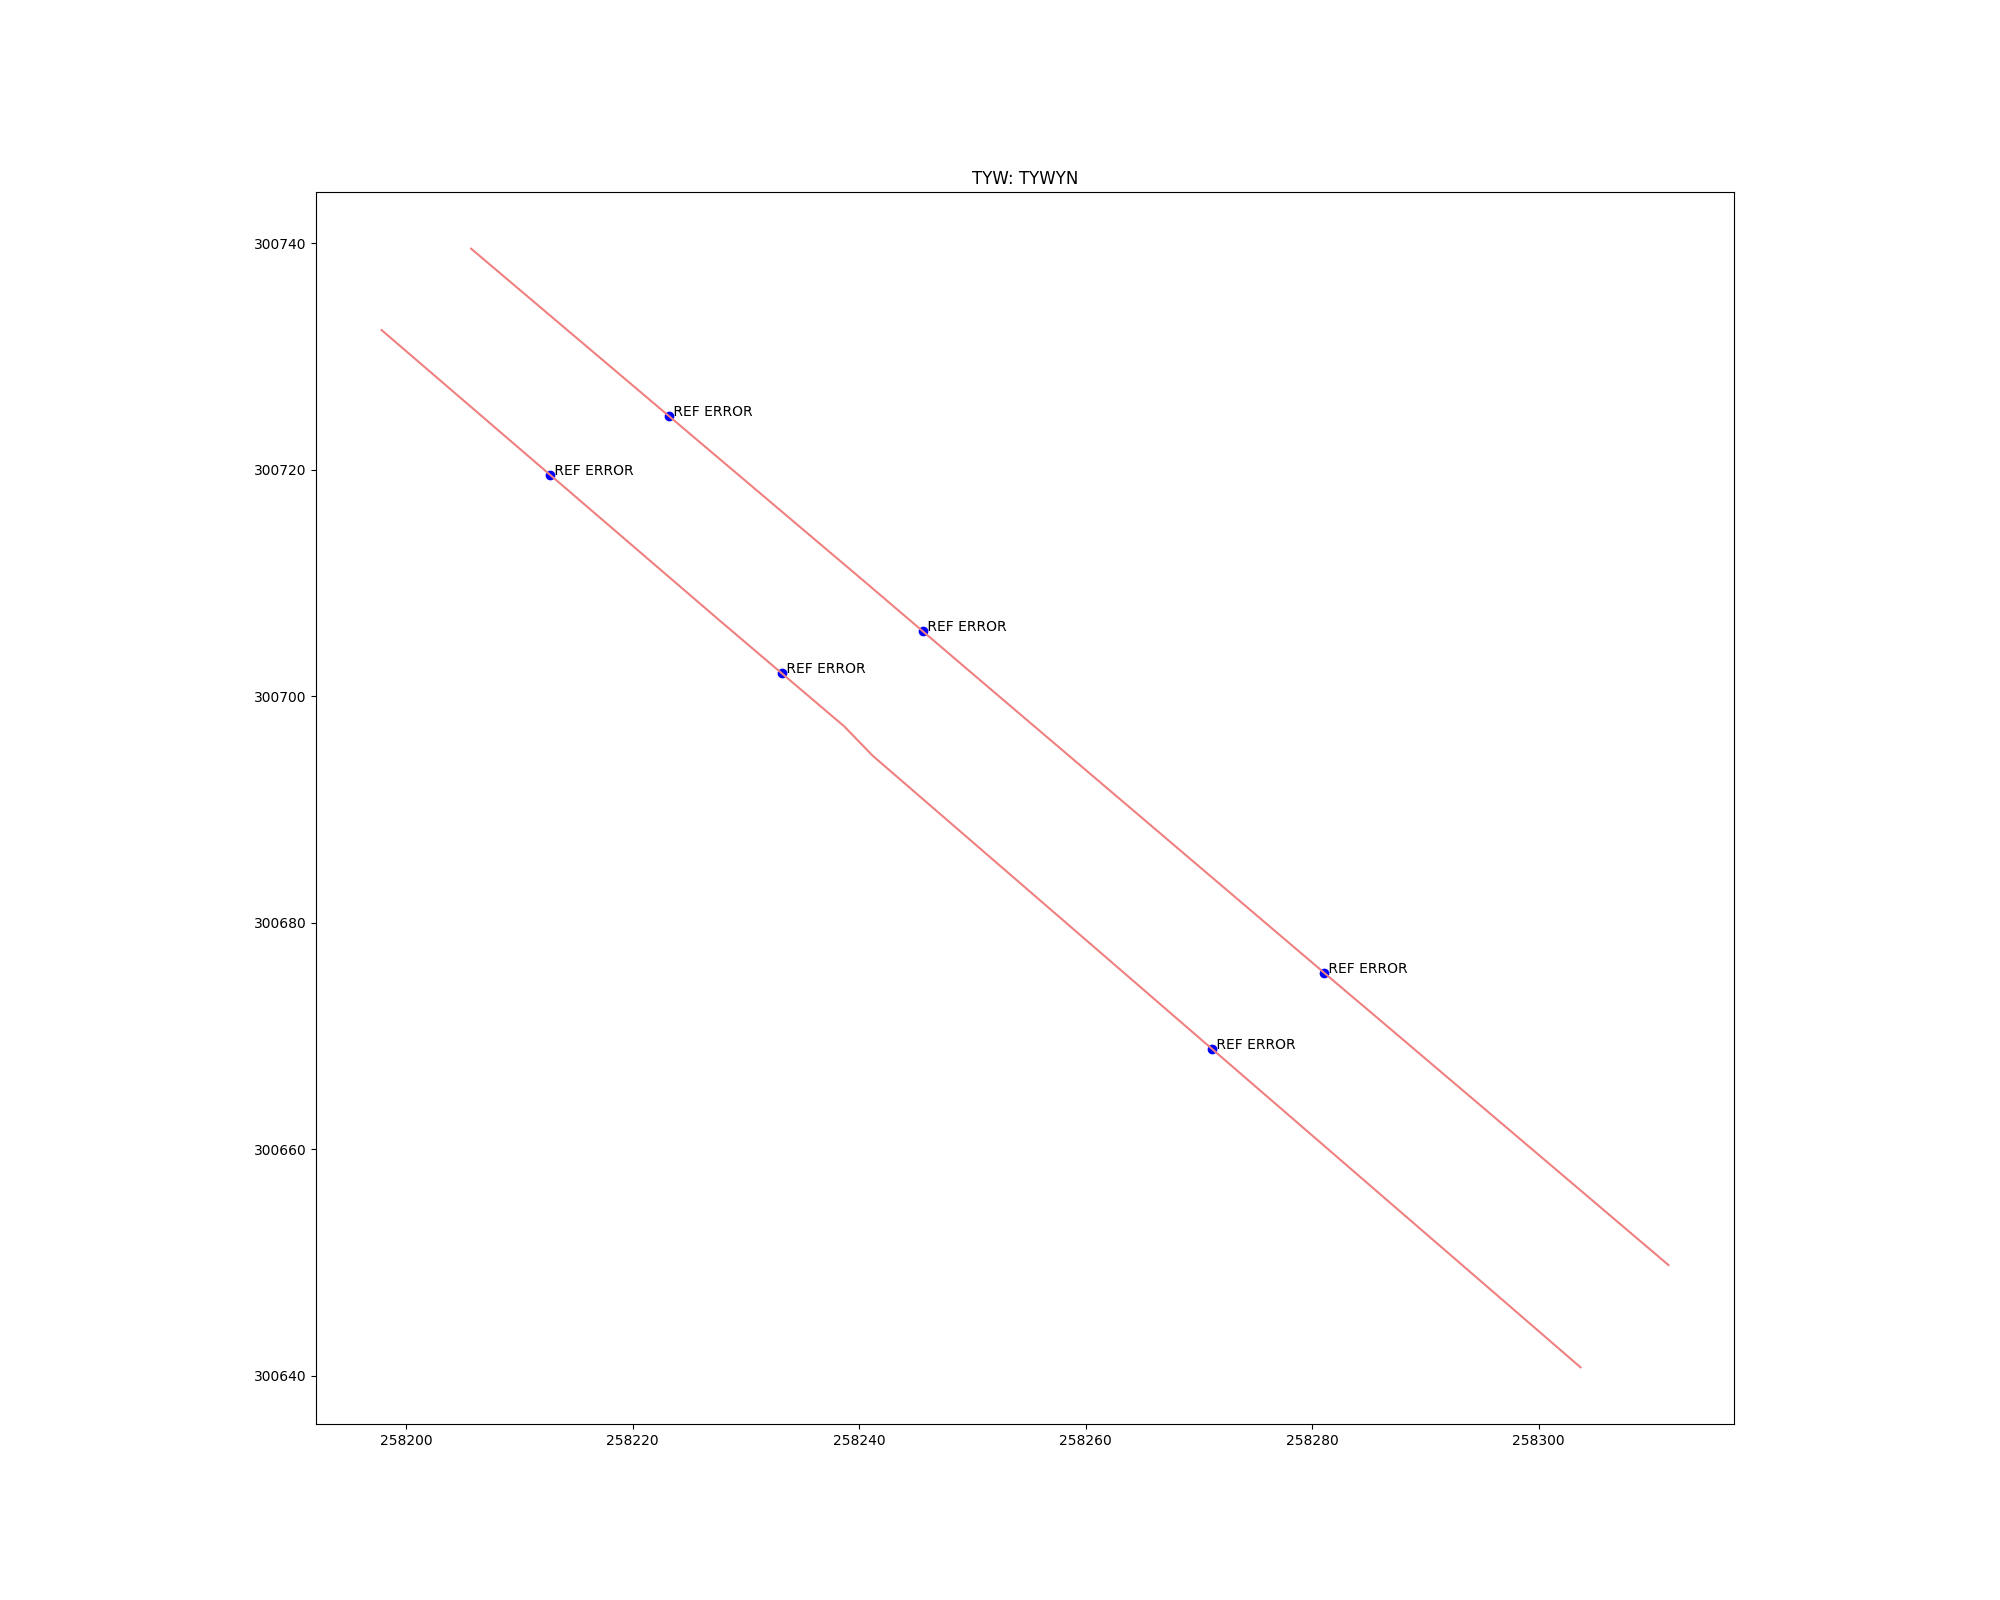 TYW: TYWYN
300740
REF ERROR
REF ERROR
300720
REF ERROR
REF ERROR
300700
REF ERROR
300680
REF ERROR
300660
300640
258200 258220 258240 258260 258280 258300